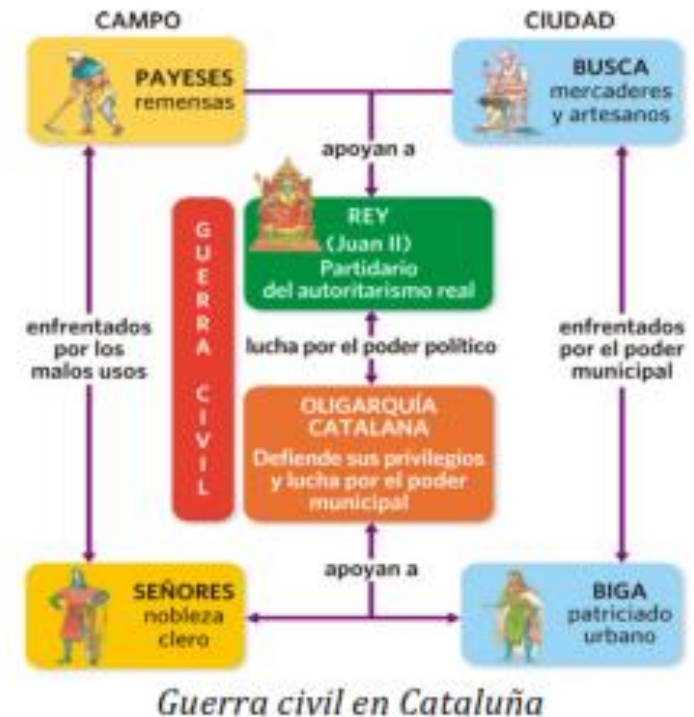 CAMPO
CIUDAD
PAYESES
remensas
BUSCA
mercaderes
y artesanos
apoyan a
REY
(Juan II)
Partidario
del autoritarismo real
GUERRA CIVIL
enfrentados
por los
malos usos
lucha por el poder político
enfrentados
por el poder
municipal
OLIGARQUÍA
CATALANA
Defiende sus privilegios
y lucha por el poder
municipal
apoyan a
SEÑORES
nobleza
clero
BIGA
patriciado
urbano
Guerra civil en Cataluña